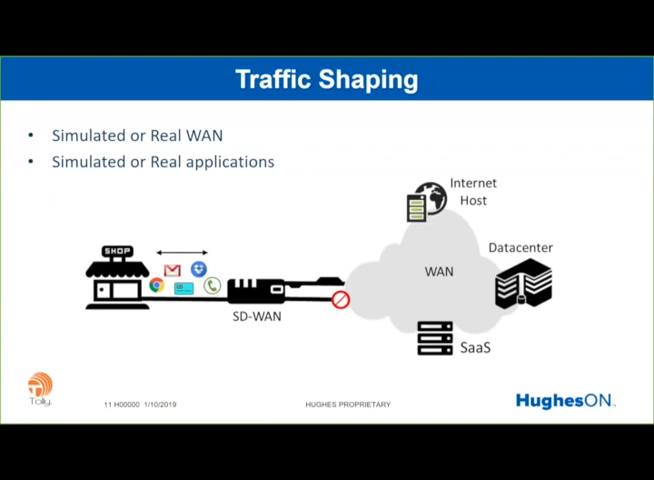 Traffic Shaping
• Simulated or Real WAN
• Simulated or Real applications
Internet
Host
SHOP
Datacenter
WAN
SD-WAN
SaaS
Tolly
11 H00000 1/10/2019
HUGHES PROPRIETARY
HughesON